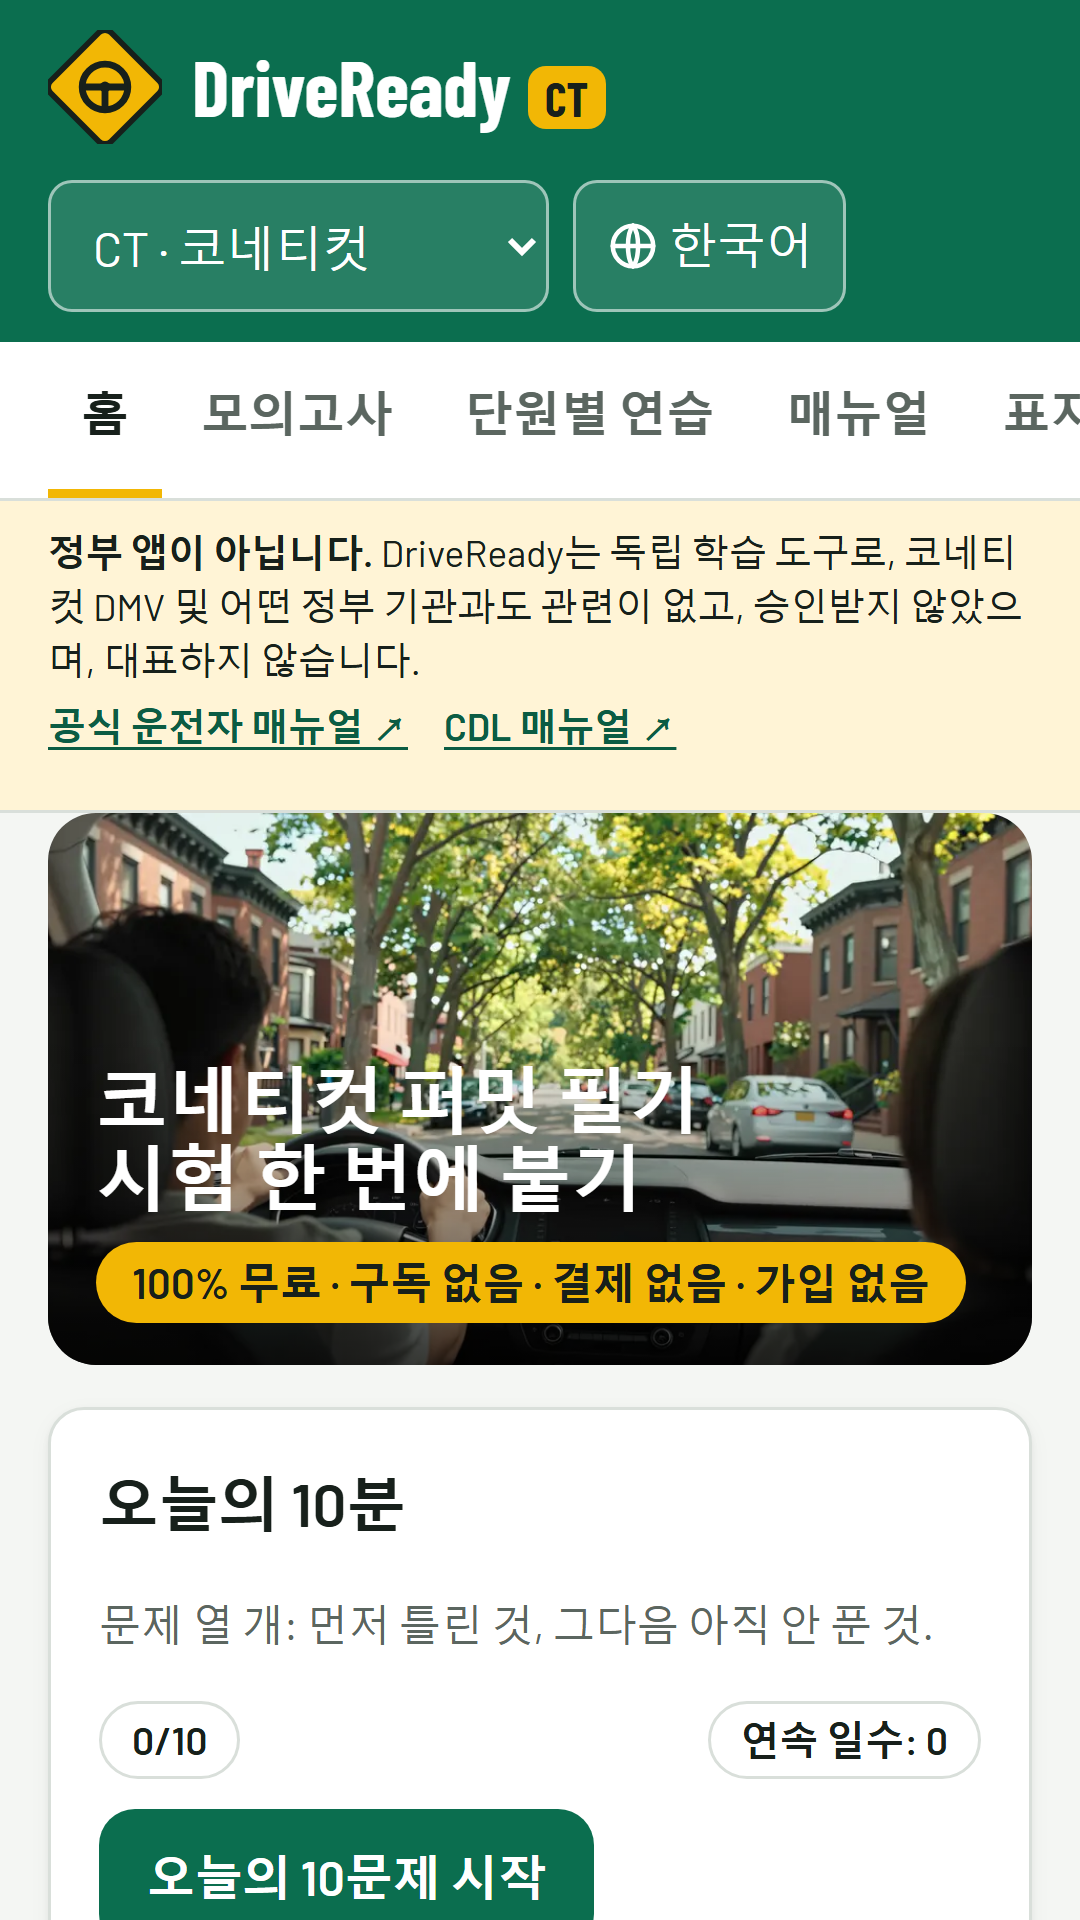 DriveReady CT
CT · 코네티컷
한국어
홈 모의고사 단원별 연습 매뉴얼
정부 앱이 아닙니다. DriveReady는 독립 학습 도구로, 코네티
컷 DMV 및 어떤 정부 기관과도 관련이 없고, 승인받지 않았으
며, 대표하지 않습니다.
공식 운전자 매뉴얼 ↗ CDL 매뉴얼 ↗
코네티컷 퍼밋 필기
시험 한 번에 붙기
100% 무료 · 구독 없음 · 결제 없음 · 가입 없음
오늘의 10분
문제 열 개: 먼저 틀린 것, 그다음 아직 안 푼 것.
0/10
연속 일수: 0
오늘의 10문제 시작